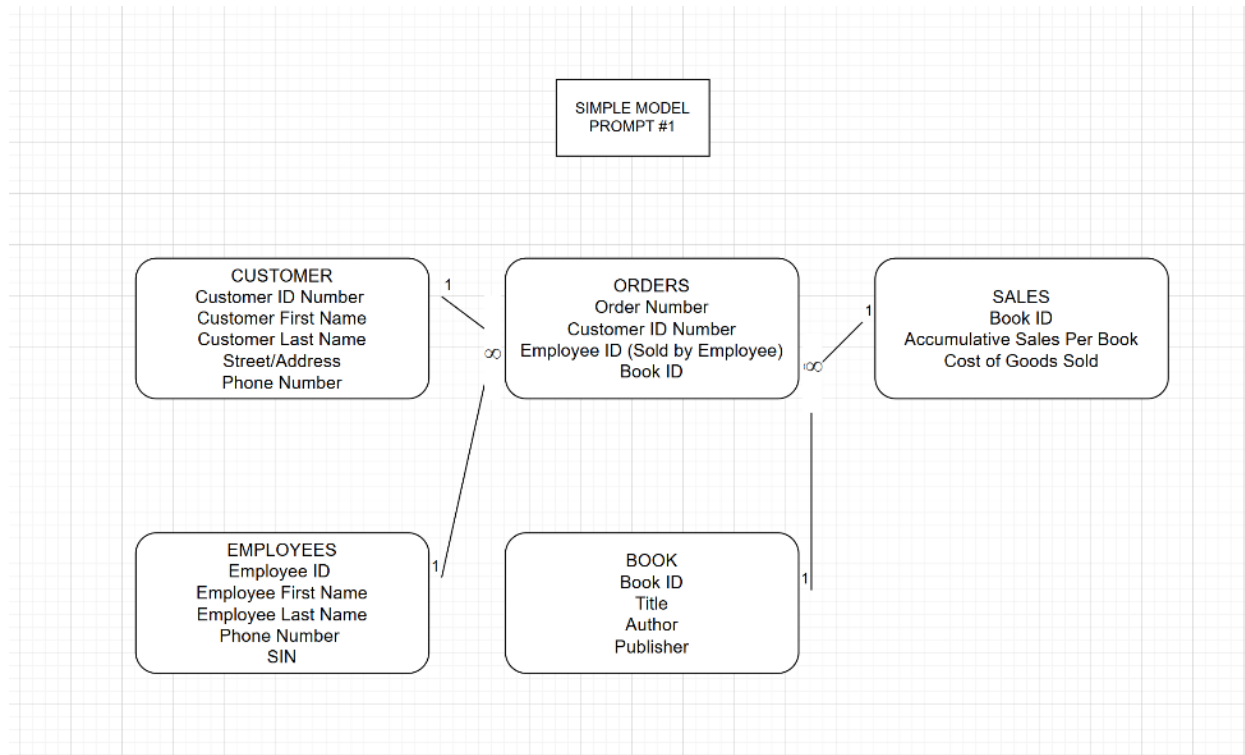 SIMPLE MODEL
PROMPT #1
CUSTOMER
Customer ID Number
Customer First Name
Customer Last Name
Street/Address
Phone Number
1
∞
ORDERS
Order Number
Customer ID Number
Employee ID (Sold by Employee)
Book ID
∞
1
SALES
Book ID
Accumulative Sales Per Book
Cost of Goods Sold
EMPLOYEES
Employee ID
Employee First Name
Employee Last Name
Phone Number
SIN
1
BOOK
Book ID
Title
Author
Publisher
1